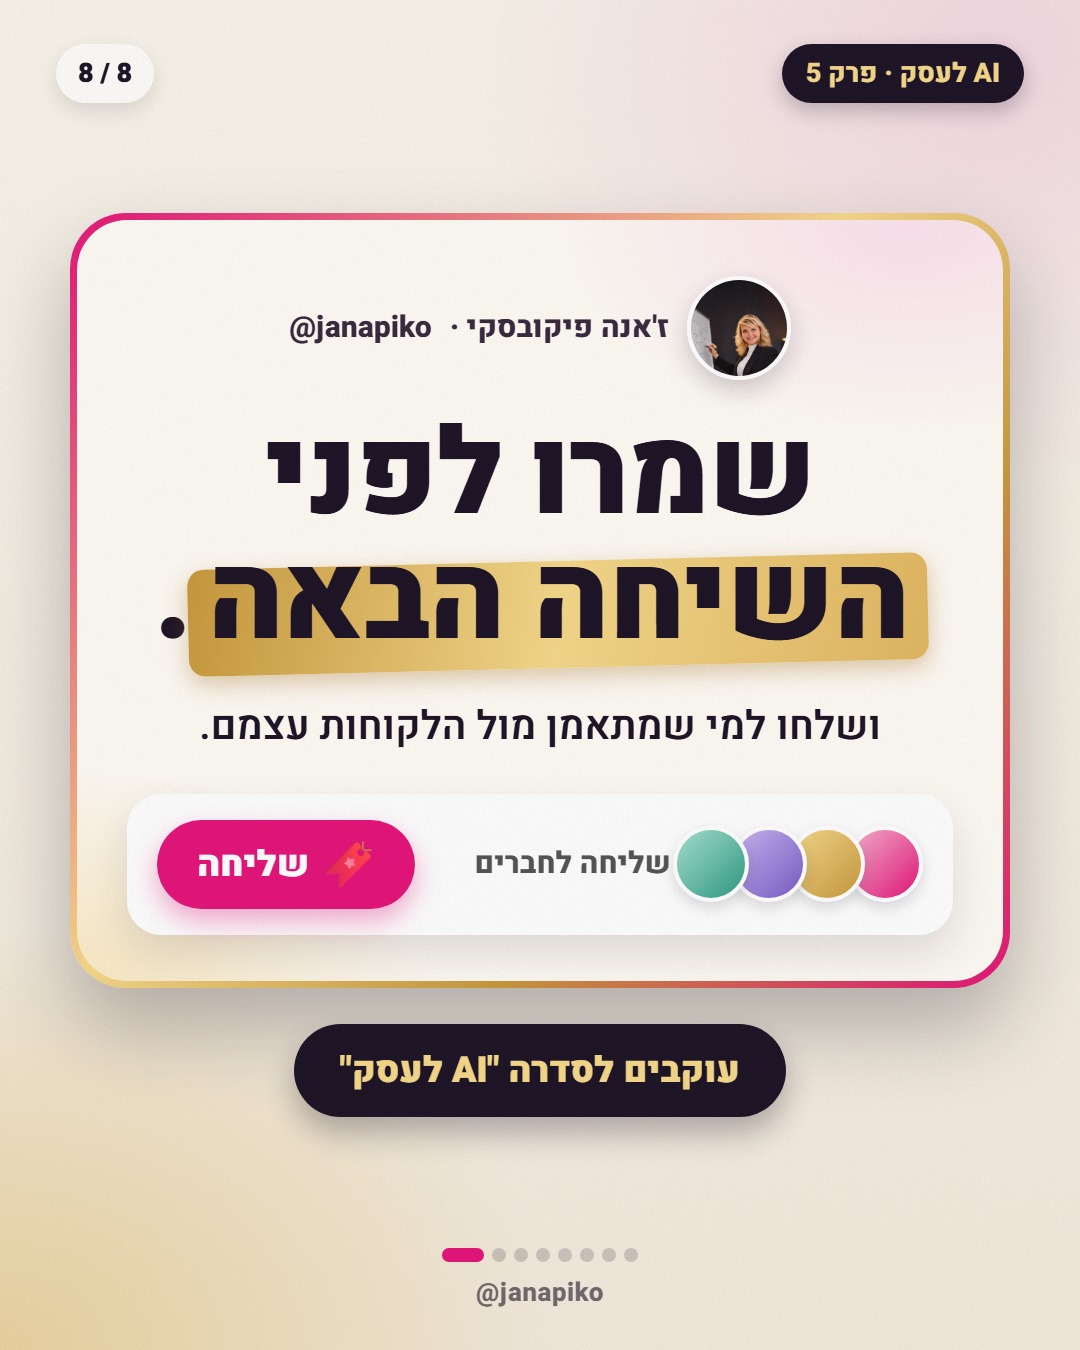 AI לעסק · פרק 5
8 / 8
ז'אנה פיקובסקי · @janapiko
שמרו לפני
השיחה הבאה.
ושלחו למי שמתאמן מול הלקוחות עצמם.
שליחה לחברים
שליחה
עוקבים לסדרה "AI לעסק"
@janapiko